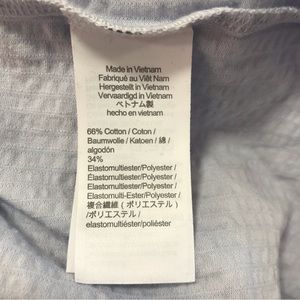 Made in Vietnam
Fabriqué au Viêt Nam
Hergestellt in Vietnam
Vervaardigd in Vietnam
ベトナム製
hecho en vietnam
66% Cotton / Coton /
Baumwolle / Katoen / 綿 /
algodón
34%
Elastomultiester/Polyester /
Élastomultiester/Polyester /
Elastomultiester/Polyester /
Elastomulti-Ester/Polyester /
複合繊維（ポリエステル）
/ポリエステル /
elastomultiéster/poliéster